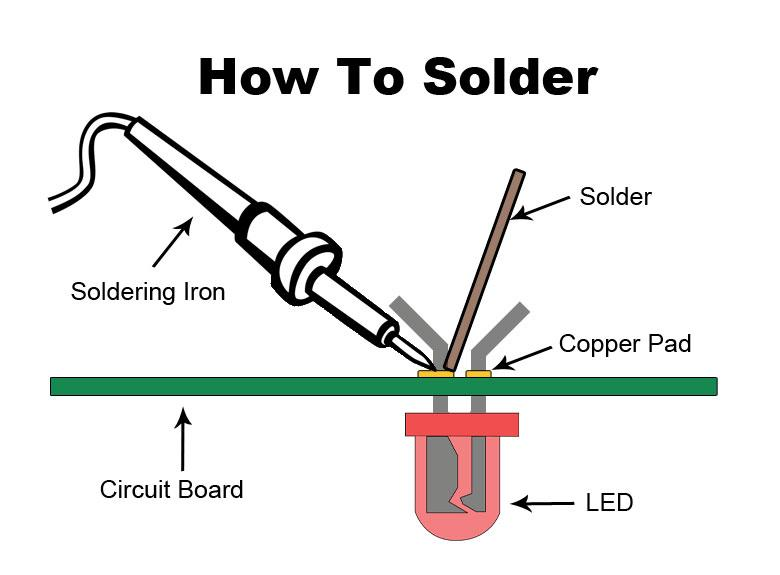 How To Solder
Solder
Soldering Iron
Copper Pad
Circuit Board
LED